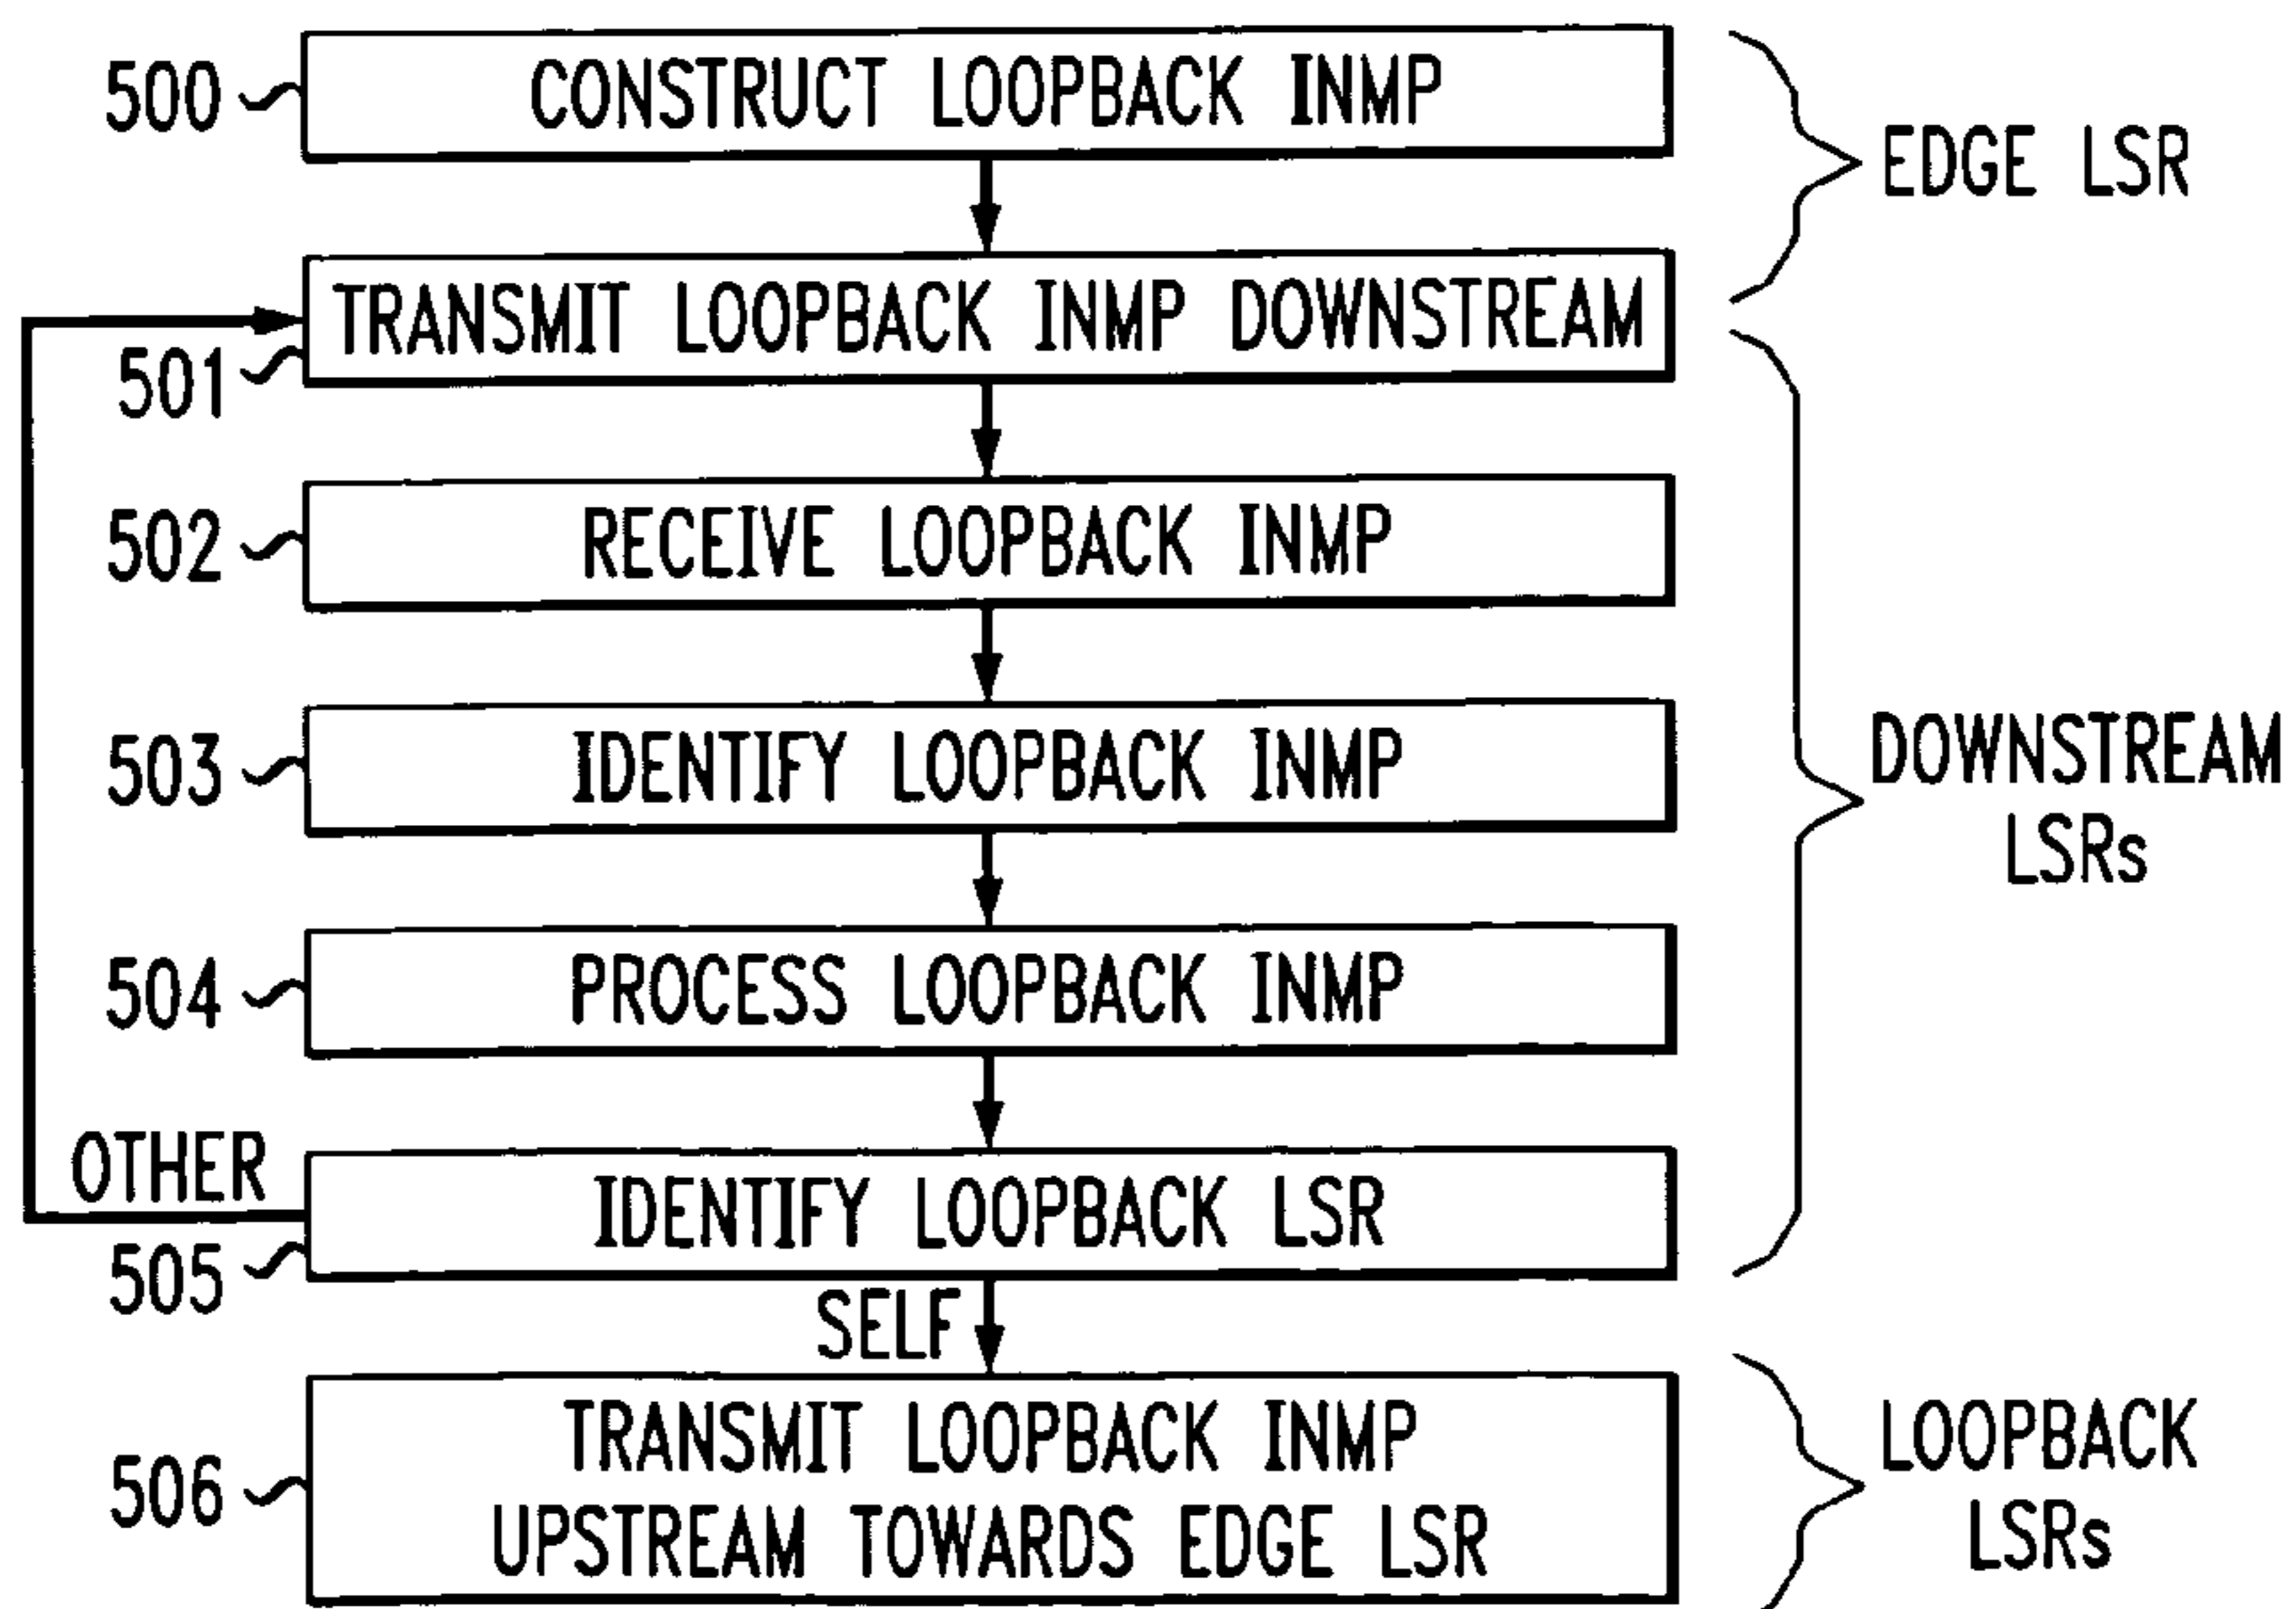 500
CONSTRUCT LOOPBACK INMP
EDGE LSR
TRANSMIT LOOPBACK INMP DOWNSTREAM
501
502
RECEIVE LOOPBACK INMP
503
IDENTIFY LOOPBACK INMP
DOWNSTREAM
LSRs
504
PROCESS LOOPBACK INMP
OTHER
IDENTIFY LOOPBACK LSR
505
SELF
506
TRANSMIT LOOPBACK INMP
UPSTREAM TOWARDS EDGE LSR
LOOPBACK
LSRs